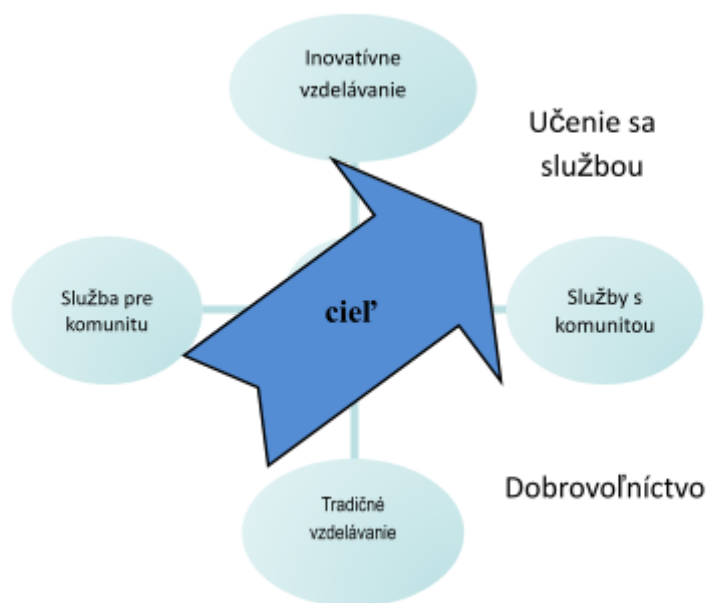 Inovatívne
vzdelávanie
Učenie sa
službou
Služba pre
komunitu
cieľ
Služby s
komunitou
Dobrovoľníctvo
Tradičné
vzdelávanie